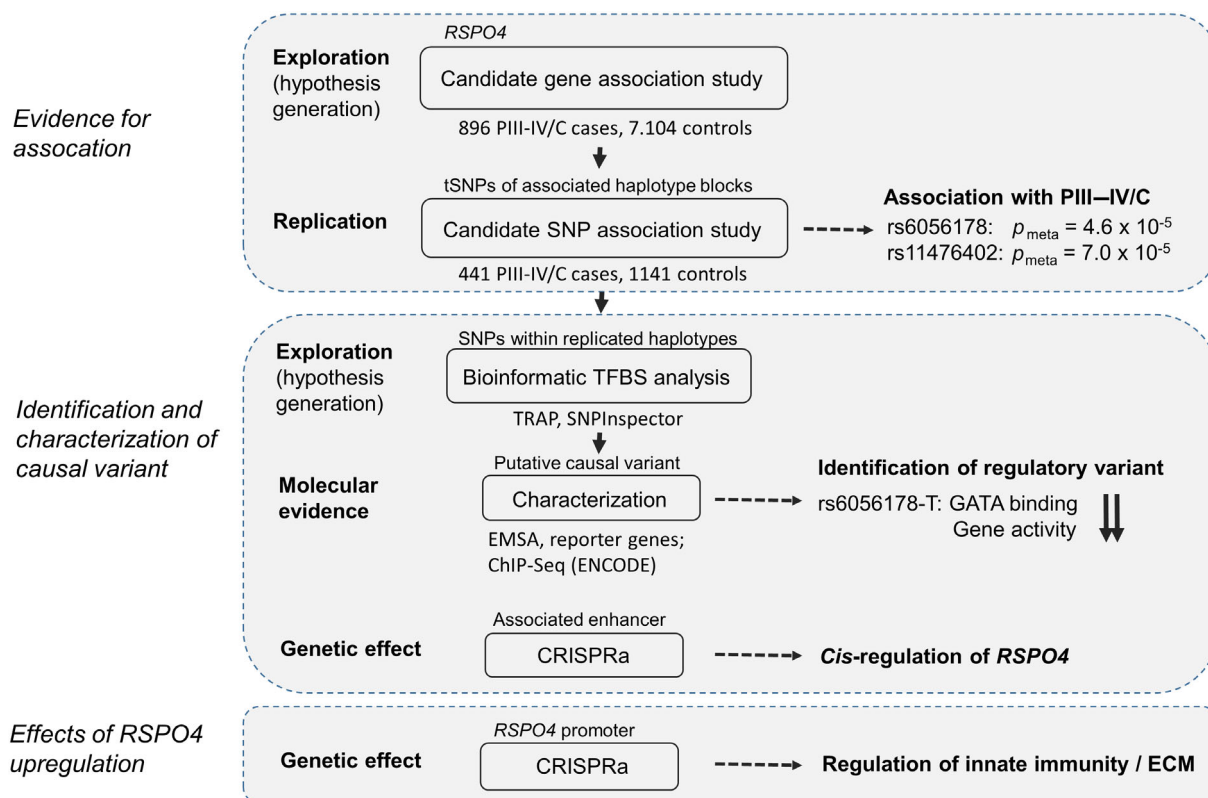 Evidence for
assocation
Exploration
(hypothesis
generation)
RSPO4
Candidate gene association study
896 PIII-IV/C cases, 7.104 controls
Replication
tSNPs of associated haplotype blocks
Candidate SNP association study
441 PIII-IV/C cases, 1141 controls
Association with PIII—IV/C
rs6056178: p meta = 4.6 x 10-5
rs11476402: p meta = 7.0 x 10-5
Identification and
characterization of
causal variant
Exploration
(hypothesis
generation)
SNPs within replicated haplotypes
Bioinformatic TFBS analysis
TRAP, SNPInspector
Molecular
evidence
Putative causal variant
Characterization
EMSA, reporter genes;
ChIP-Seq (ENCODE)
Identification of regulatory variant
rs6056178-T: GATA binding
Gene activity
Genetic effect
Associated enhancer
CRISPRa
Cis-regulation of RSPO4
Effects of RSPO4
upregulation
Genetic effect
RSPO4 promoter
CRISPRa
Regulation of innate immunity / ECM